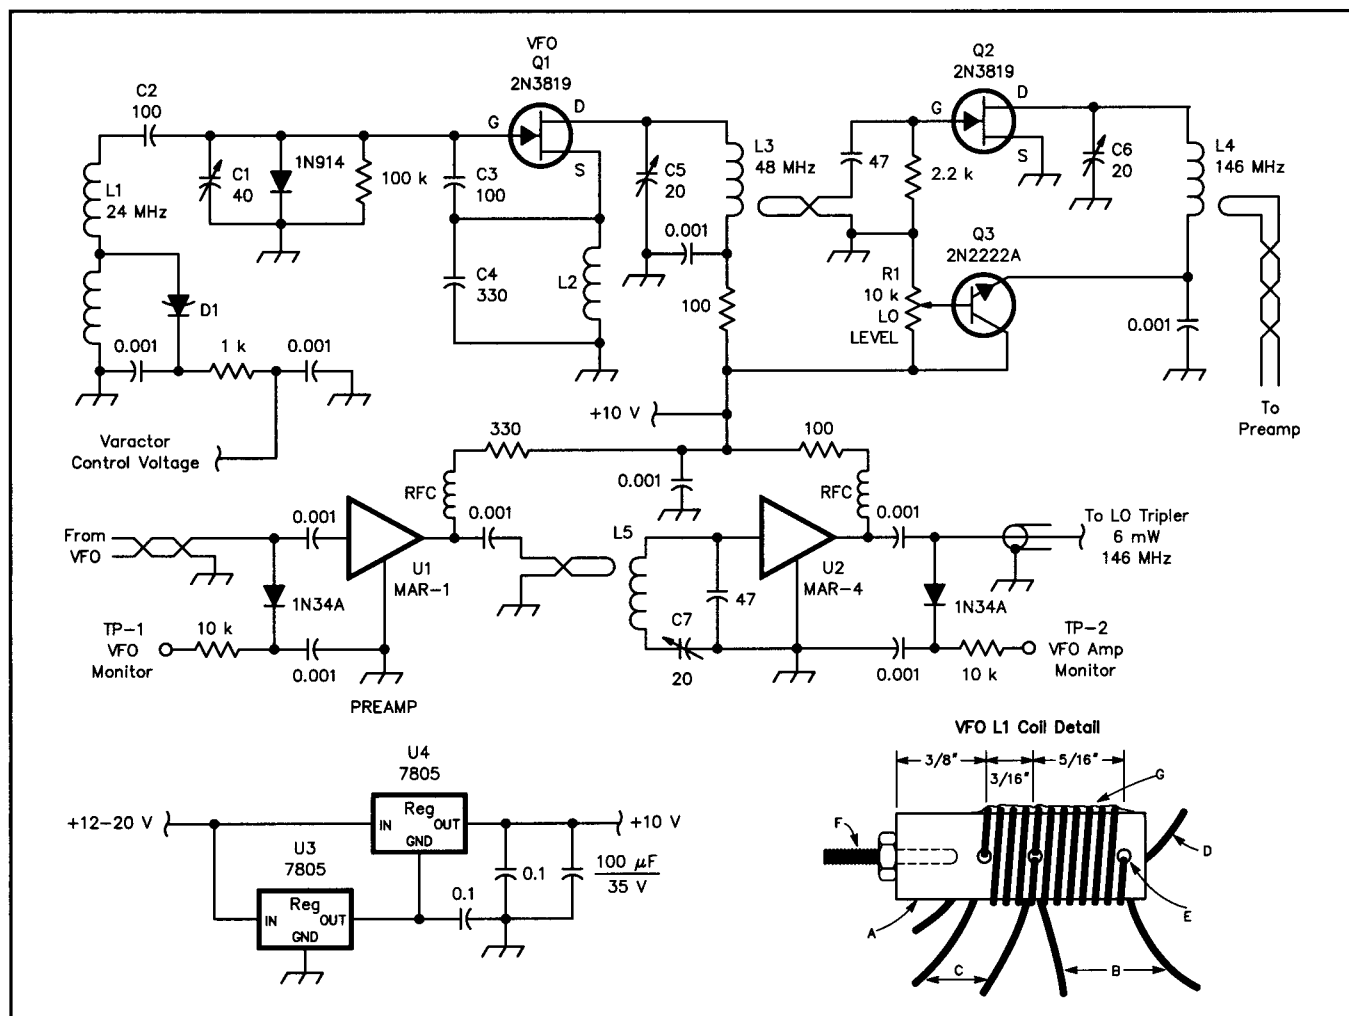 VFO
Q1
2N3819
Q2
2N3819
C2
100
G
D
S
1N914
C1
40
100 k
C3
100
L1
24 MHz
C4
330
L2
C5
20
L3
48 MHz
0.001
100
47
2.2 k
G
D
S
C6
20
L4
146 MHz
Q3
2N2222A
R1
10 k
LO
LEVEL
0.001
To
Preamp
D1
0.001
1 k
0.001
Varactor
Control Voltage
+10 V
330
100
RFC
0.001
RFC
From
VFO
0.001
0.001
L5
0.001
To LO Tripler
6 mW
146 MHz
U1
MAR-1
U2
MAR-4
1N34A
47
1N34A
TP-1
VFO
Monitor
10 k
0.001
C7
20
0.001
10 k
TP-2
VFO Amp
Monitor
PREAMP
U4
7805
Reg
IN
OUT
GND
+12-20 V
+10 V
U3
7805
Reg
IN
OUT
GND
0.1
0.1
100 µF
35 V
VFO L1 Coil Detail
3/8"
3/16"
5/16"
G
F
D
A
E
C
B